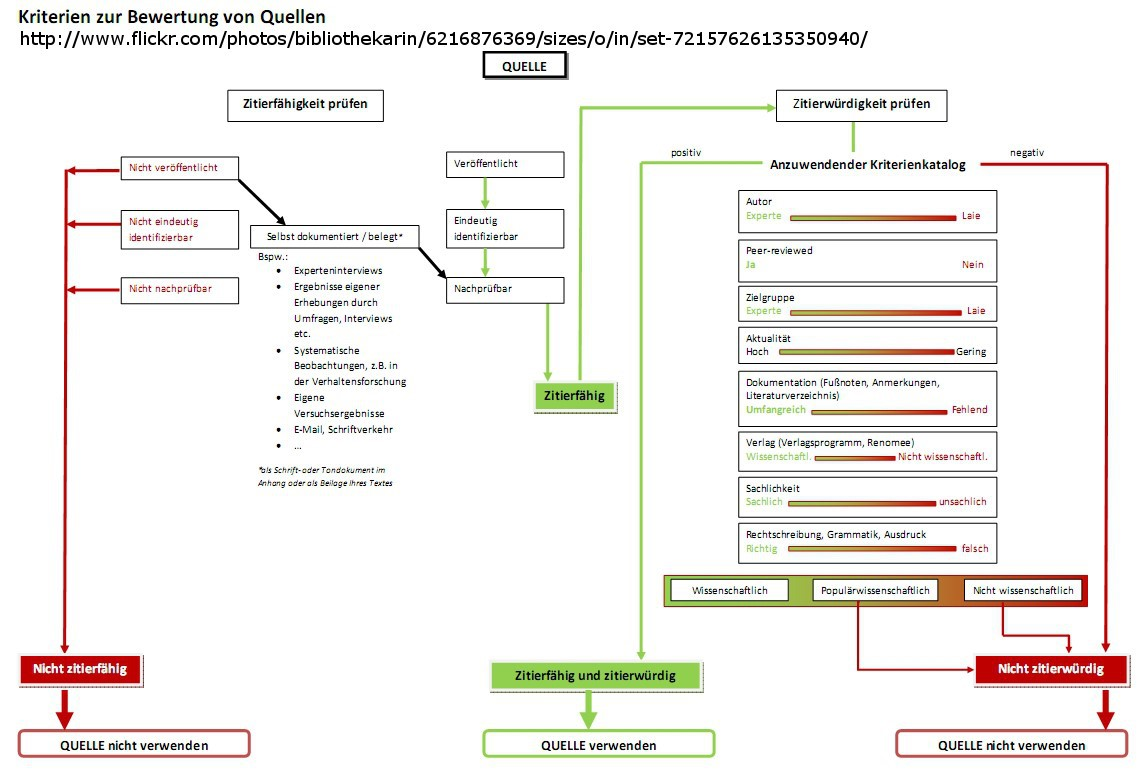 Kriterien zur Bewertung von Quellen
http://www.flickr.com/photos/bibliothekarin/6216876369/sizes/o/in/set-72157626135350940/
QUELLE
Zitierfähigkeit prüfen
Nicht veröffentlicht
Nicht eindeutig
identifizierbar
Nicht nachprüfbar
Selbst dokumentiert / belegt*
Bspw.:
• Experteninterviews
• Ergebnisse eigener
Erhebungen durch
Umfragen, Interviews
etc.
• Systematische
Beobachtungen, z.B. in
der Verhaltensforschung
• Eigene
Versuchsergebnisse
• E-Mail, Schriftverkehr
• ...
*als Schrift-oder Tondokument im
Anhang oder als Beilage Ihres Textes
Veröffentlicht
Eindeutig
identifizierbar
Nachprüfbar
Zitierfähig
Zitierwürdigkeit prüfen
positiv
Anzuwendender Kriterienkatalog
negativ
Autor
Experte Laie
Peer-reviewed
Ja Nein
Zielgruppe
Experte Laie
Aktualität
Hoch Gering
Dokumentation (Fußnoten, Anmerkungen,
Literaturverzeichnis)
Umfangreich Fehlend
Verlag (Verlagsprogramm, Renomee)
Wissenschaftl. Nicht wissenschaftl.
Sachlichkeit
Sachlich unsachlich
Rechtschreibung, Grammatik, Ausdruck
Richtig falsch
Wissenschaftlich Populärwissenschaftlich Nicht wissenschaftlich
Nicht zitierfähig
Zitierfähig und zitierwürdig
Nicht zitierwürdig
QUELLE nicht verwenden
QUELLE verwenden
QUELLE nicht verwenden